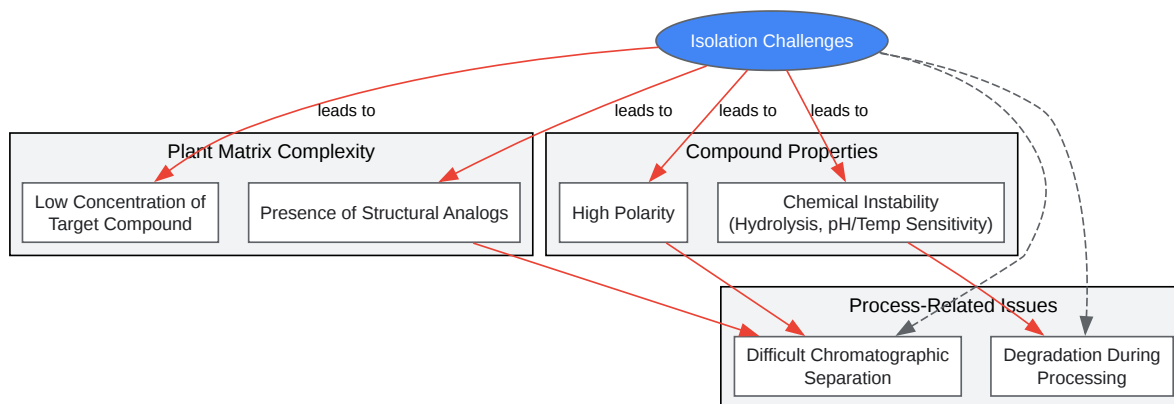 Isolation Challenges
leads to
leads to
leads to
leads to
Plant Matrix Complexity
Compound Properties
Low Concentration of
Target Compound
Presence of Structural Analogs
High Polarity
Chemical Instability
(Hydrolysis, pH/Temp Sensitivity)
Process-Related Issues
Difficult Chromatographic
Separation
Degradation During
Processing